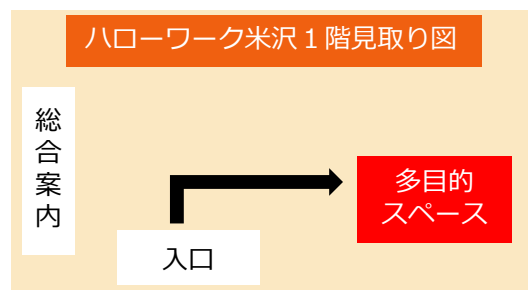 ハローワーク米沢１階見取り図
総合案内
多目的
スペース
入口